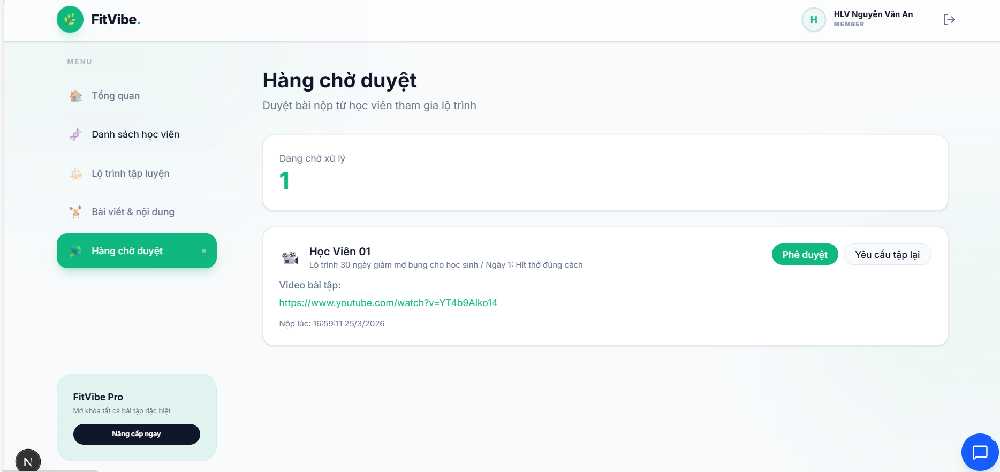 FitVibe.
H
HLV Nguyễn Văn An
MEMBER
MENU
Tổng quan
Danh sách học viên
Lộ trình tập luyện
Bài viết & nội dung
Hàng chờ duyệt
FitVibe Pro
Mở khóa tất cả bài tập đặc biệt
Nâng cấp ngay
N
Hàng chờ duyệt
Duyệt bài nộp từ học viên tham gia lộ trình
Đang chờ xử lý
1
Học Viên 01
Lộ trình 30 ngày giảm mỡ bụng cho học sinh / Ngày 1: Hít thở đúng cách
Phê duyệt
Yêu cầu tập lại
Video bài tập:
https://www.youtube.com/watch?v=YT4b9AIko14
Nộp lúc: 16:59:11 25/3/2026